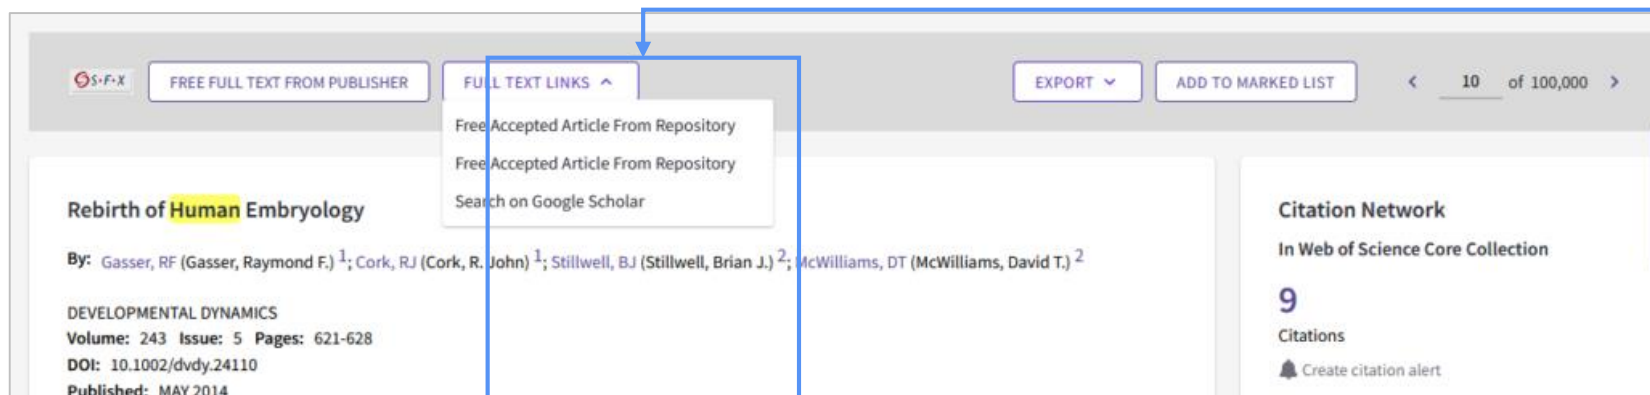 S·F·X FREE FULL TEXT FROM PUBLISHER FULL TEXT LINKS EXPORT ADD TO MARKED LIST 10 of 100,000
Free Accepted Article From Repository
Free Accepted Article From Repository
Search on Google Scholar
Rebirth of Human Embryology
By: Gasser, RF (Gasser, Raymond F.) 1; Cork, RJ (Cork, R. John) 1; Stillwell, BJ (Stillwell, Brian J.) 2; McWilliams, DT (McWilliams, David T.) 2
DEVELOPMENTAL DYNAMICS
Volume: 243 Issue: 5 Pages: 621-628
DOI: 10.1002/dvdy.24110
Published: MAY 2014
Citation Network
In Web of Science Core Collection
9
Citations
Create citation alert